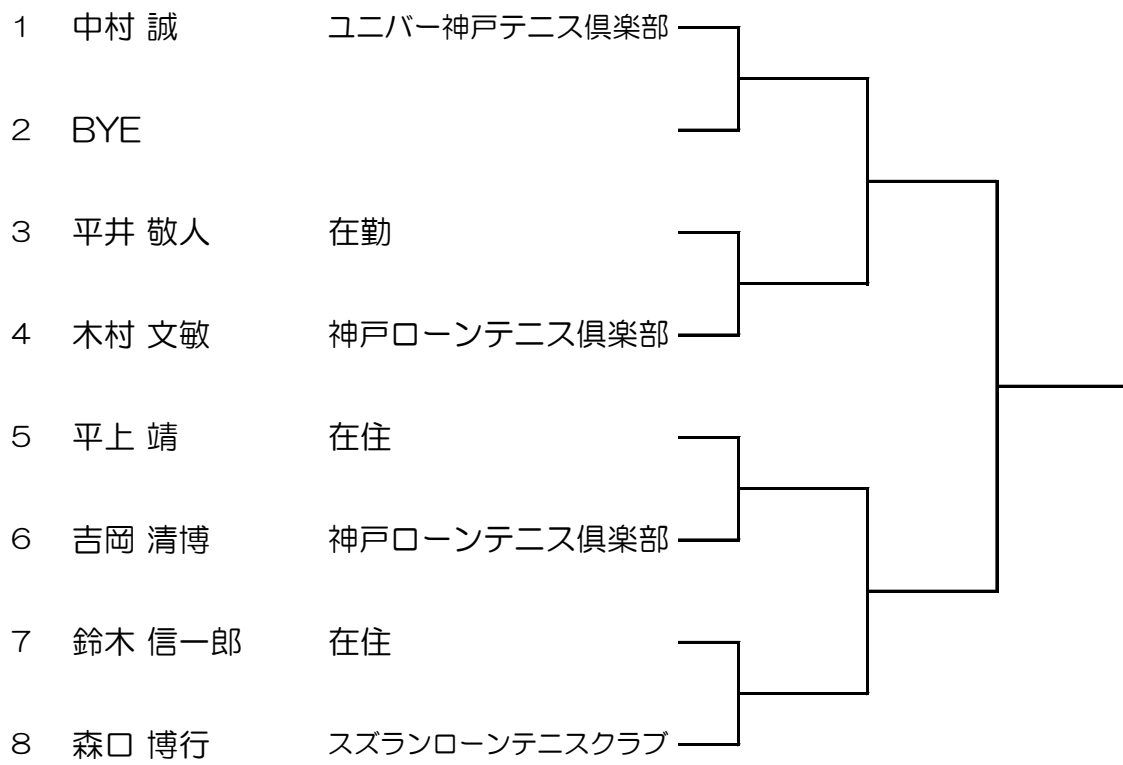 1 中村 誠 ユニバー神戸テニス倶楽部
2 BYE
3 平井 敬人 在勤
4 木村 文敏 神戸ローンテニス倶楽部
5 平上 靖 在住
6 吉岡 清博 神戸ローンテニス倶楽部
7 鈴木 信一郎 在住
8 森口 博行 スズランローンテニスクラブ